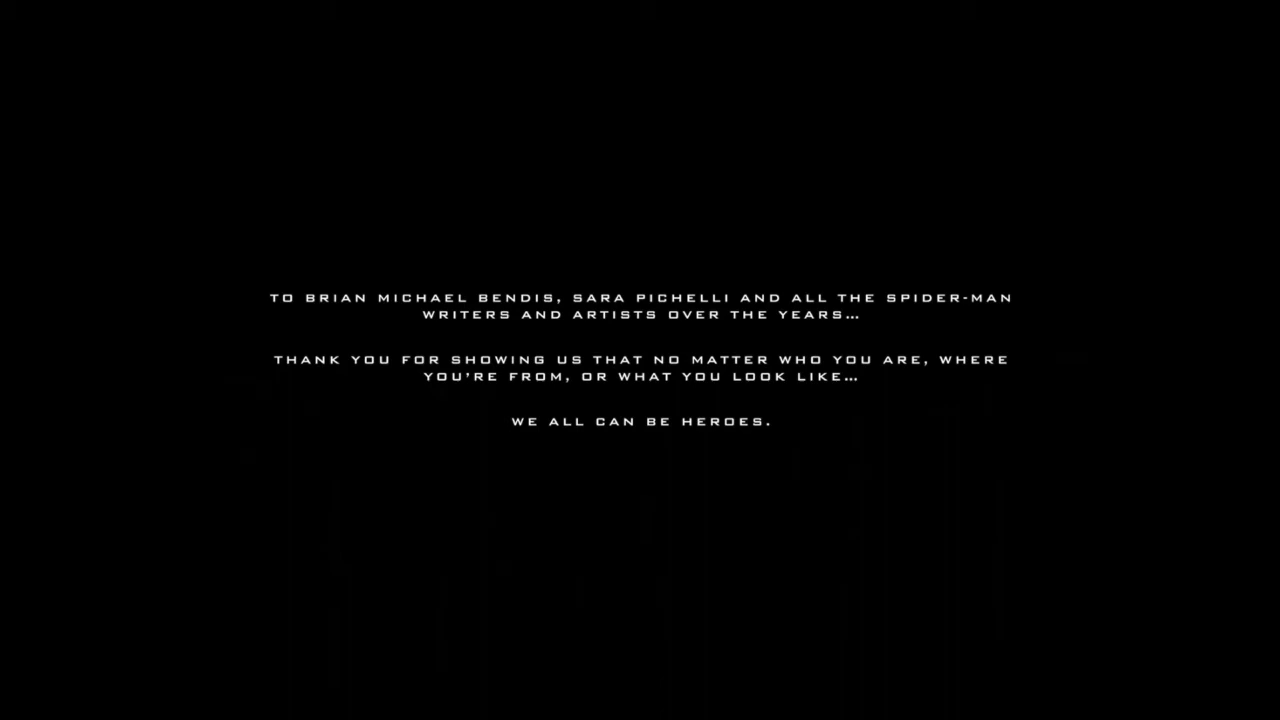 TO BRIAN MICHAEL BENDIS, SARA PICHELLI AND ALL THE SPIDER-MAN
WRITERS AND ARTISTS OVER THE YEARS…
THANK YOU FOR SHOWING US THAT NO MATTER WHO YOU ARE, WHERE
YOU'RE FROM, OR WHAT YOU LOOK LIKE…
WE ALL CAN BE HEROES.